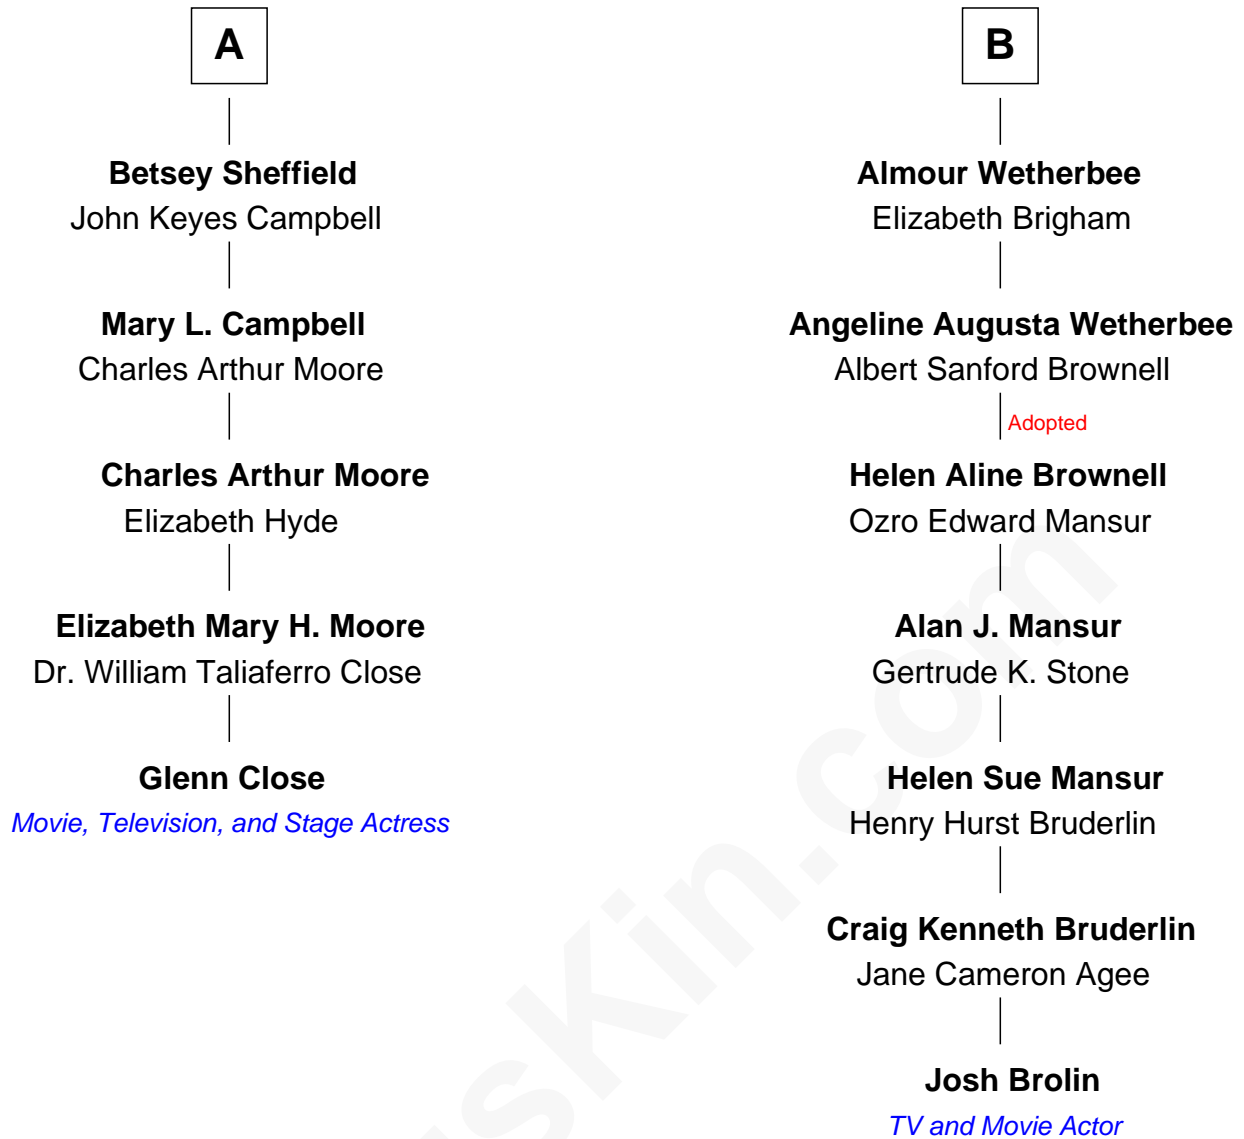 A
Betsey Sheffield
John Keyes Campbell
Mary L. Campbell
Charles Arthur Moore
Charles Arthur Moore
Elizabeth Hyde
Elizabeth Mary H. Moore
Dr. William Taliaferro Close
Glenn Close
Movie, Television, and Stage Actress
B
Almour Wetherbee
Elizabeth Brigham
Angeline Augusta Wetherbee
Albert Sanford Brownell
Adopted
Helen Aline Brownell
Ozro Edward Mansur
Alan J. Mansur
Gertrude K. Stone
Helen Sue Mansur
Henry Hurst Bruderlin
Craig Kenneth Bruderlin
Jane Cameron Agee
Josh Brolin
TV and Movie Actor
sKin.com